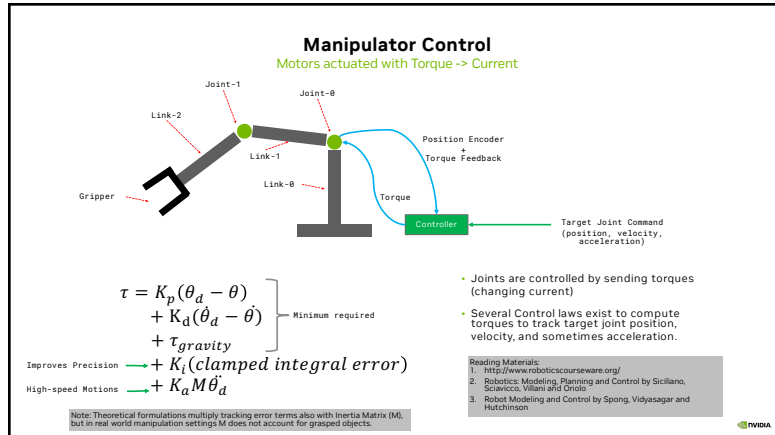 Manipulator Control
Motors actuated with Torque -> Current
Joint-1
Joint-0
Link-2
Link-1
Position Encoder
+
Torque Feedback
Gripper
Link-0
Torque
Controller
Target Joint Command
(position, velocity,
acceleration)
τ = K_p(θ_d − θ)
+ K_d(θ̇_d − θ̇)
+ τ_gravity
Minimum required
Improves Precision
+ K_i(clamped integral error)
High-speed Motions
+ K_a M θ̈_d
Note: Theoretical formulations multiply tracking error terms also with Inertia Matrix (M),
but in real world manipulation settings M does not account for grasped objects.
• Joints are controlled by sending torques
(changing current)
• Several Control laws exist to compute
torques to track target joint position,
velocity, and sometimes acceleration.
Reading Materials:
1. http://www.roboticscourseware.org/
2. Robotics: Modeling, Planning and Control by Siciliano,
Sciavicco, Villani and Oriolo
3. Robot Modeling and Control by Spong, Vidyasagar and
Hutchinson
NVIDIA